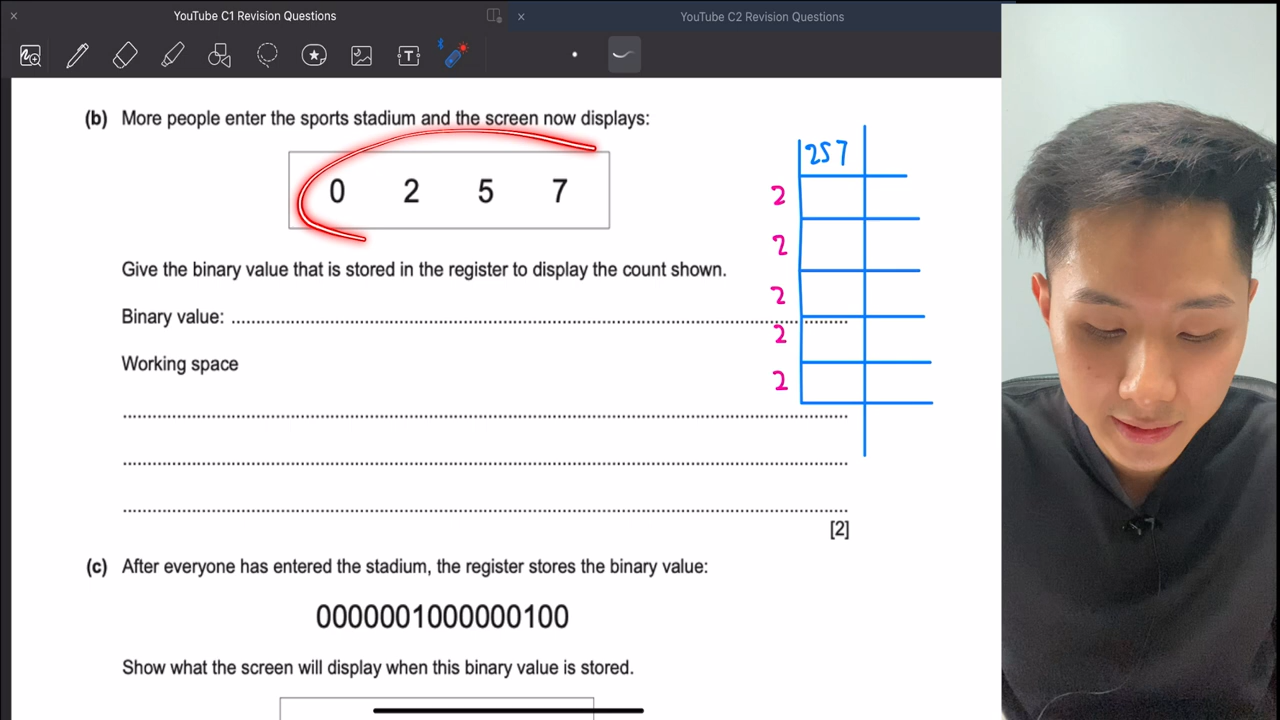 YouTube C1 Revision Questions
YouTube C2 Revision Questions
(b) More people enter the sports stadium and the screen now displays:
0 2 5 7
Give the binary value that is stored in the register to display the count shown.
Binary value: ................................................................
Working space
[2]
257
2
2
2
2
2
(c) After everyone has entered the stadium, the register stores the binary value:
0000001000000100
Show what the screen will display when this binary value is stored.